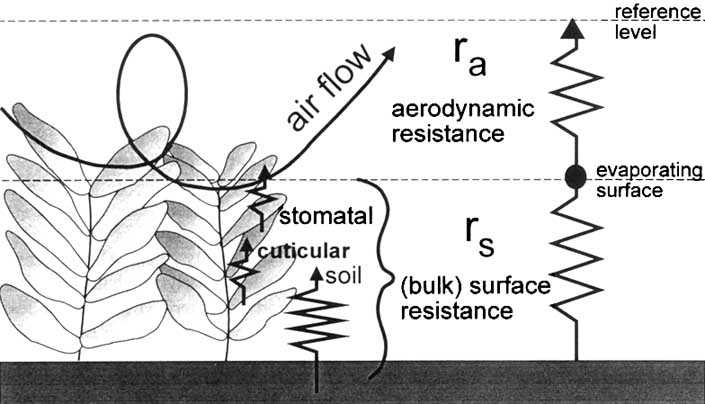 reference
level
r a
air flow
aerodynamic
resistance
evaporating
surface
stomatal
r s
cuticular
soil
(bulk) surface
resistance